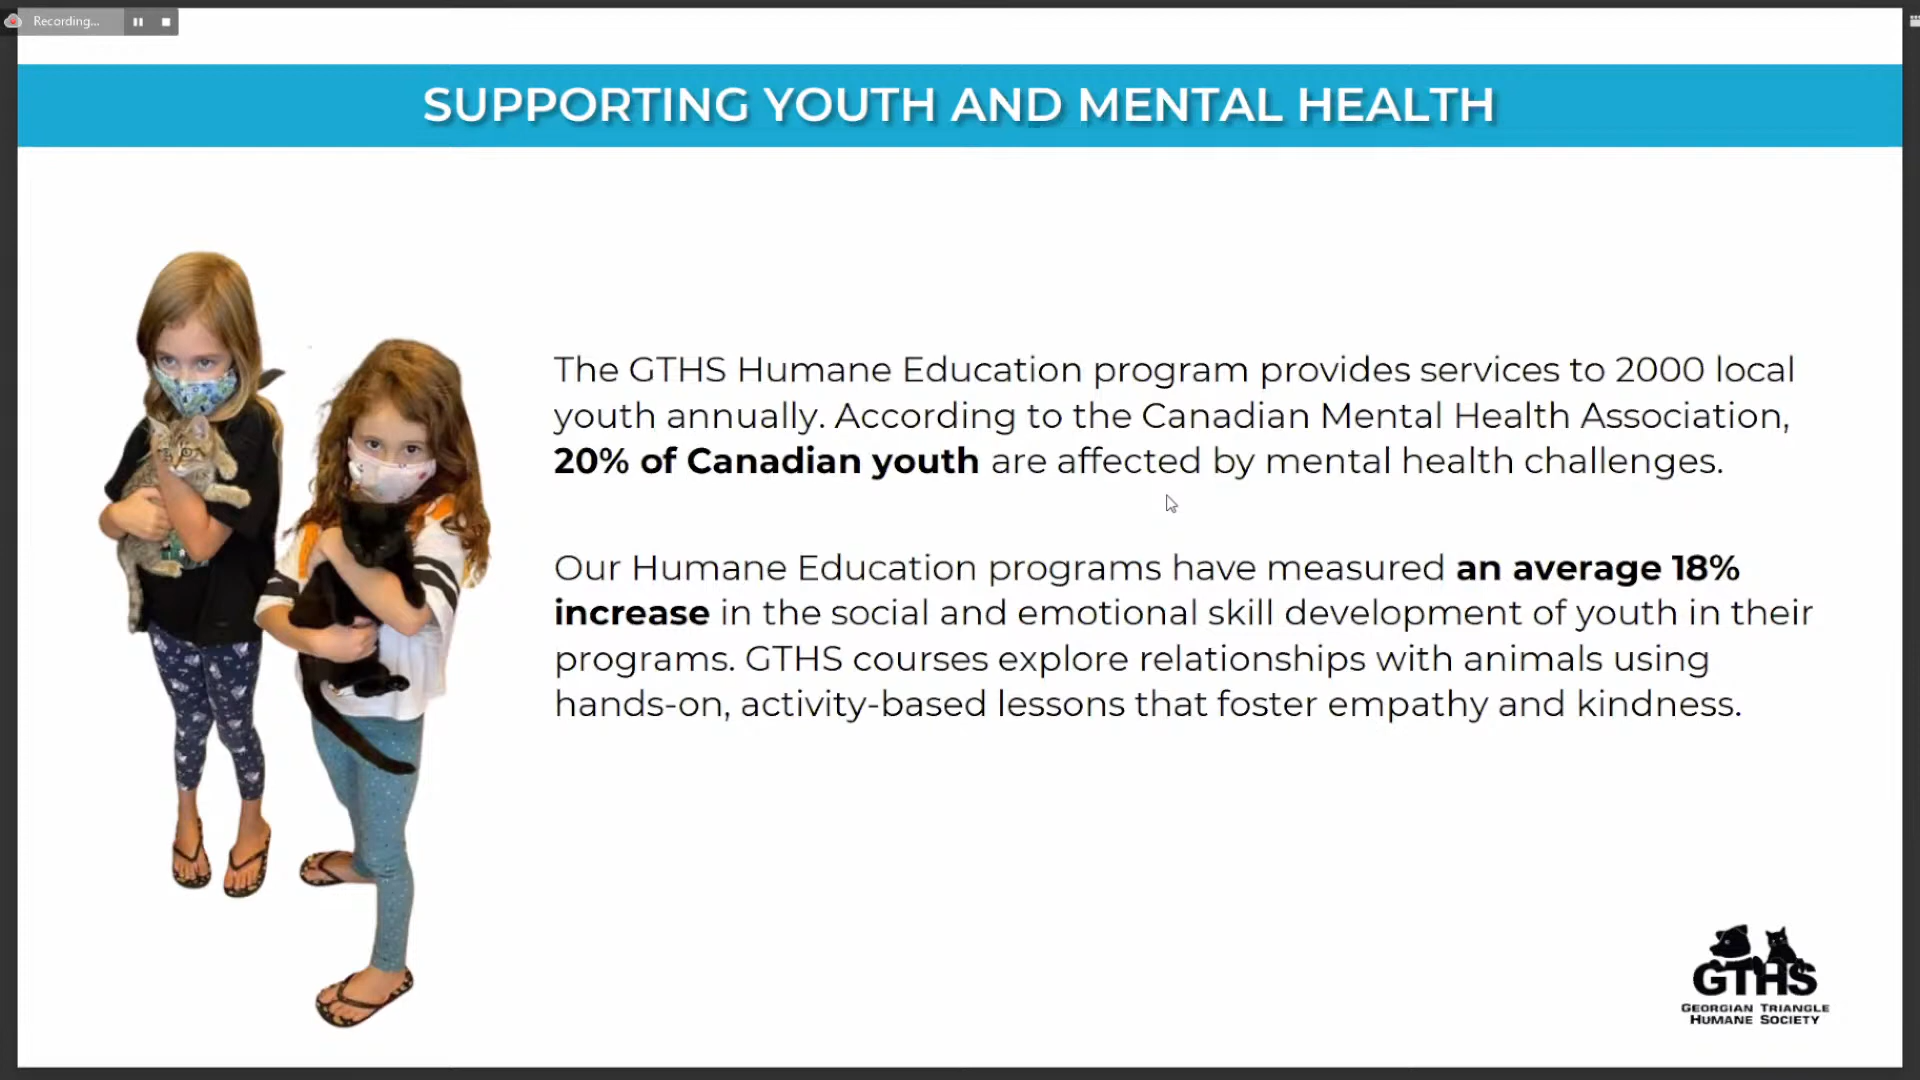 Recording...
SUPPORTING YOUTH AND MENTAL HEALTH
The GTHS Humane Education program provides services to 2000 local
youth annually. According to the Canadian Mental Health Association,
20% of Canadian youth are affected by mental health challenges.
Our Humane Education programs have measured an average 18%
increase in the social and emotional skill development of youth in their
programs. GTHS courses explore relationships with animals using
hands-on, activity-based lessons that foster empathy and kindness.
GTHS
GEORGIAN TRIANGLE
HUMANE SOCIETY